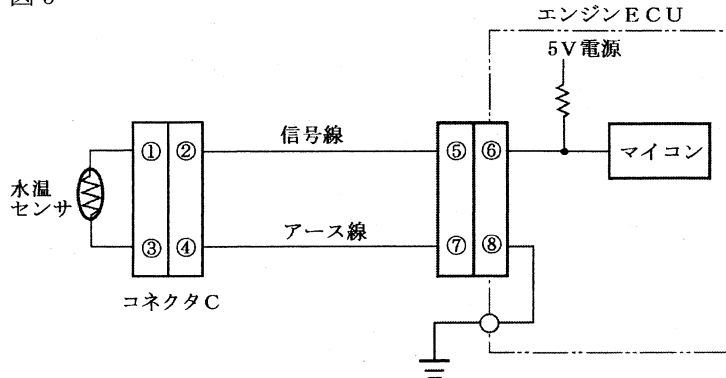 エンジンECU
5V電源
① ② 信号線 ⑤ ⑥ マイコン
水温
センサ
③ ④ アース線 ⑦ ⑧
コネクタC